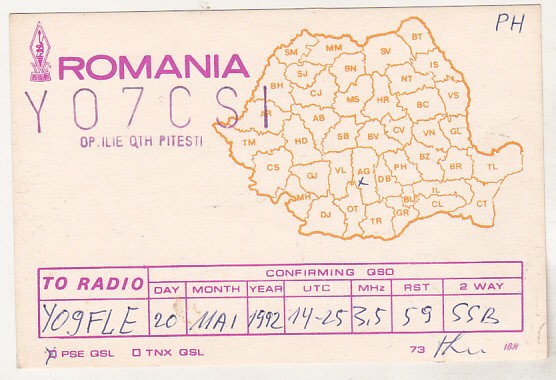 PH
ROMANIA
YO7CSI
OP. ILIE QTH PITESTI
SM MM SV BT
BH SJ BN IS
CJ MS NT HR VS
AR AB BC
TM HD SB BV CV VN GL
CS GJ VL AG PH BZ BR TL
MH DB IL
DJ OT TR GR BU CL CT
x
CONFIRMING QSO
TO RADIO DAY MONTH YEAR UTC MHz RST 2 WAY
YO9FLE 20 MAI 1992 14-25 3,5 59 SSB
PSE QSL TNX QSL 73 IBH